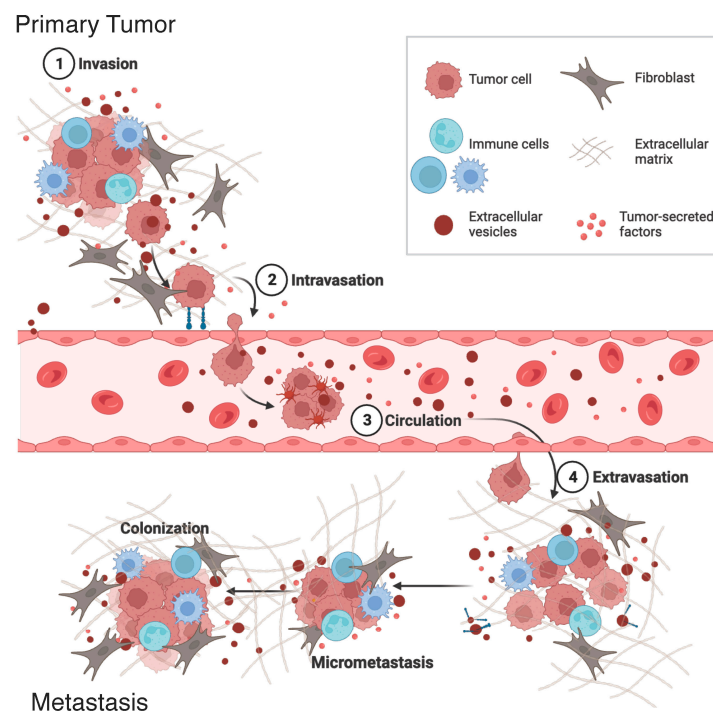 Primary Tumor
1 Invasion
Tumor cell
Fibroblast
Immune cells
Extracellular
matrix
Extracellular
vesicles
Tumor-secreted
factors
2 Intravasation
3 Circulation
4 Extravasation
Colonization
Micrometastasis
Metastasis